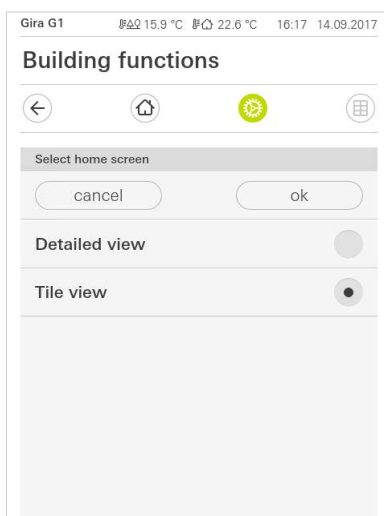 Gira G1 15.9 °C 22.6 °C 16:17 14.09.2017
Building functions
Select home screen
cancel ok
Detailed view
Tile view